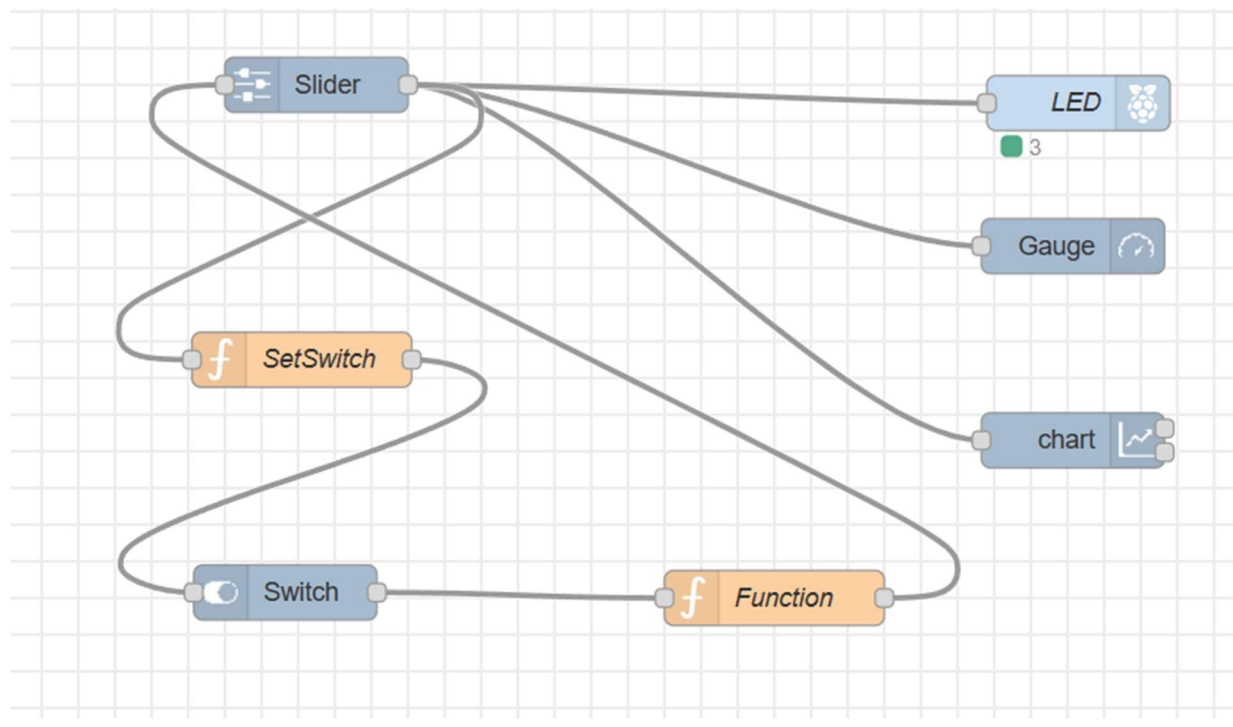 Slider
LED
3
Gauge
SetSwitch
chart
Switch
Function